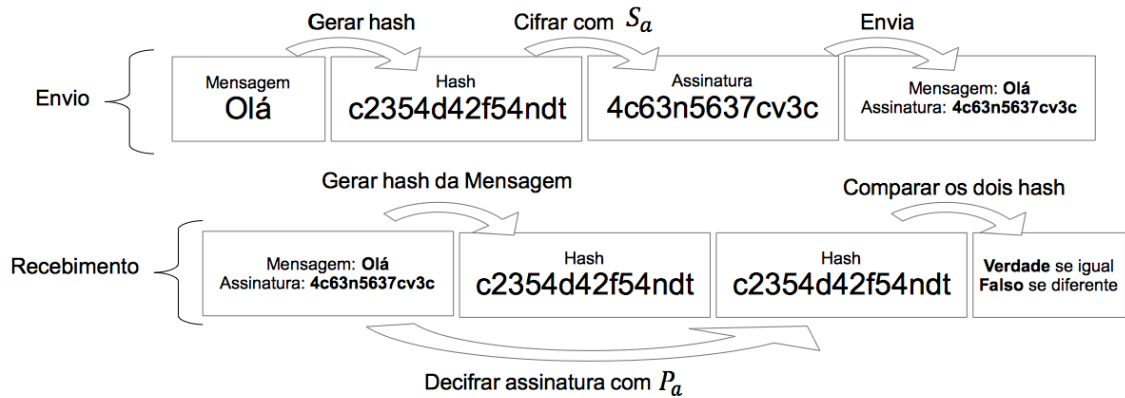 Gerar hash
Cifrar com Sₐ
Envia
Envio
Mensagem
Olá
Hash
c2354d42f54ndt
Assinatura
4c63n5637cv3c
Mensagem: Olá
Assinatura: 4c63n5637cv3c
Gerar hash da Mensagem
Comparar os dois hash
Recebimento
Mensagem: Olá
Assinatura: 4c63n5637cv3c
Hash
c2354d42f54ndt
Hash
c2354d42f54ndt
Verdade se igual
Falso se diferente
Decifrar assinatura com Pₐ